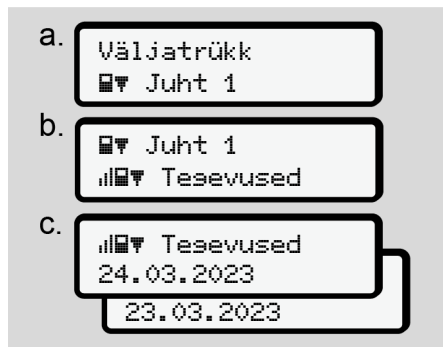 a.
Väljatrükk
Juht 1
b.
Juht 1
Tegevused
c.
Tegevused
24.03.2023
23.03.2023